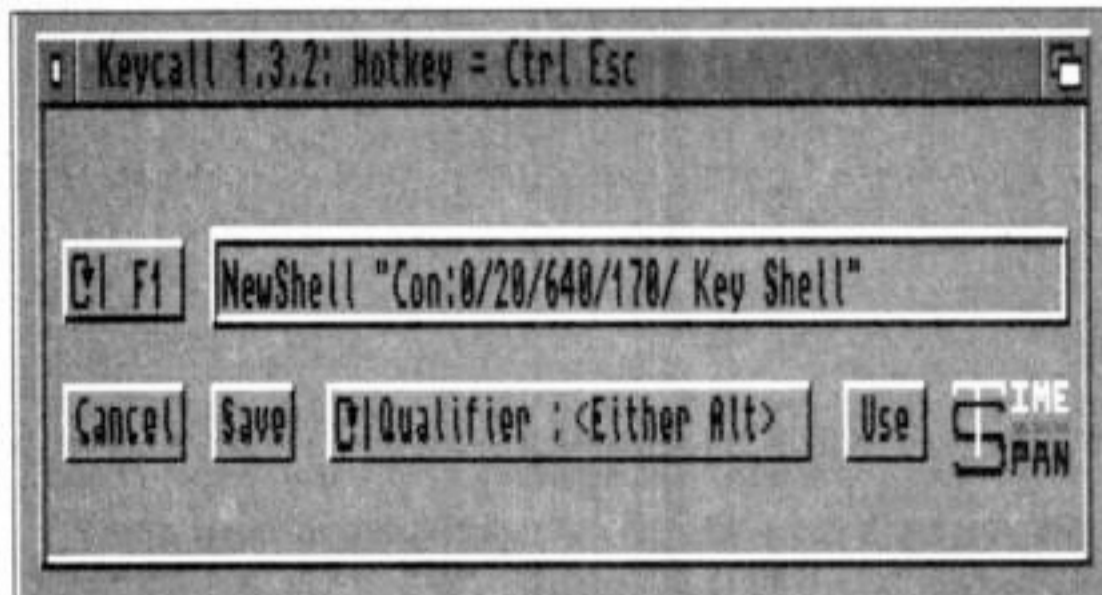 Keycall 1.3.2: Hotkey = Ctrl Esc
F1 NewShell "Con:0/20/640/170/ Key Shell"
Cancel Save Qualifier : <Either Alt> Use TIME
SPAN